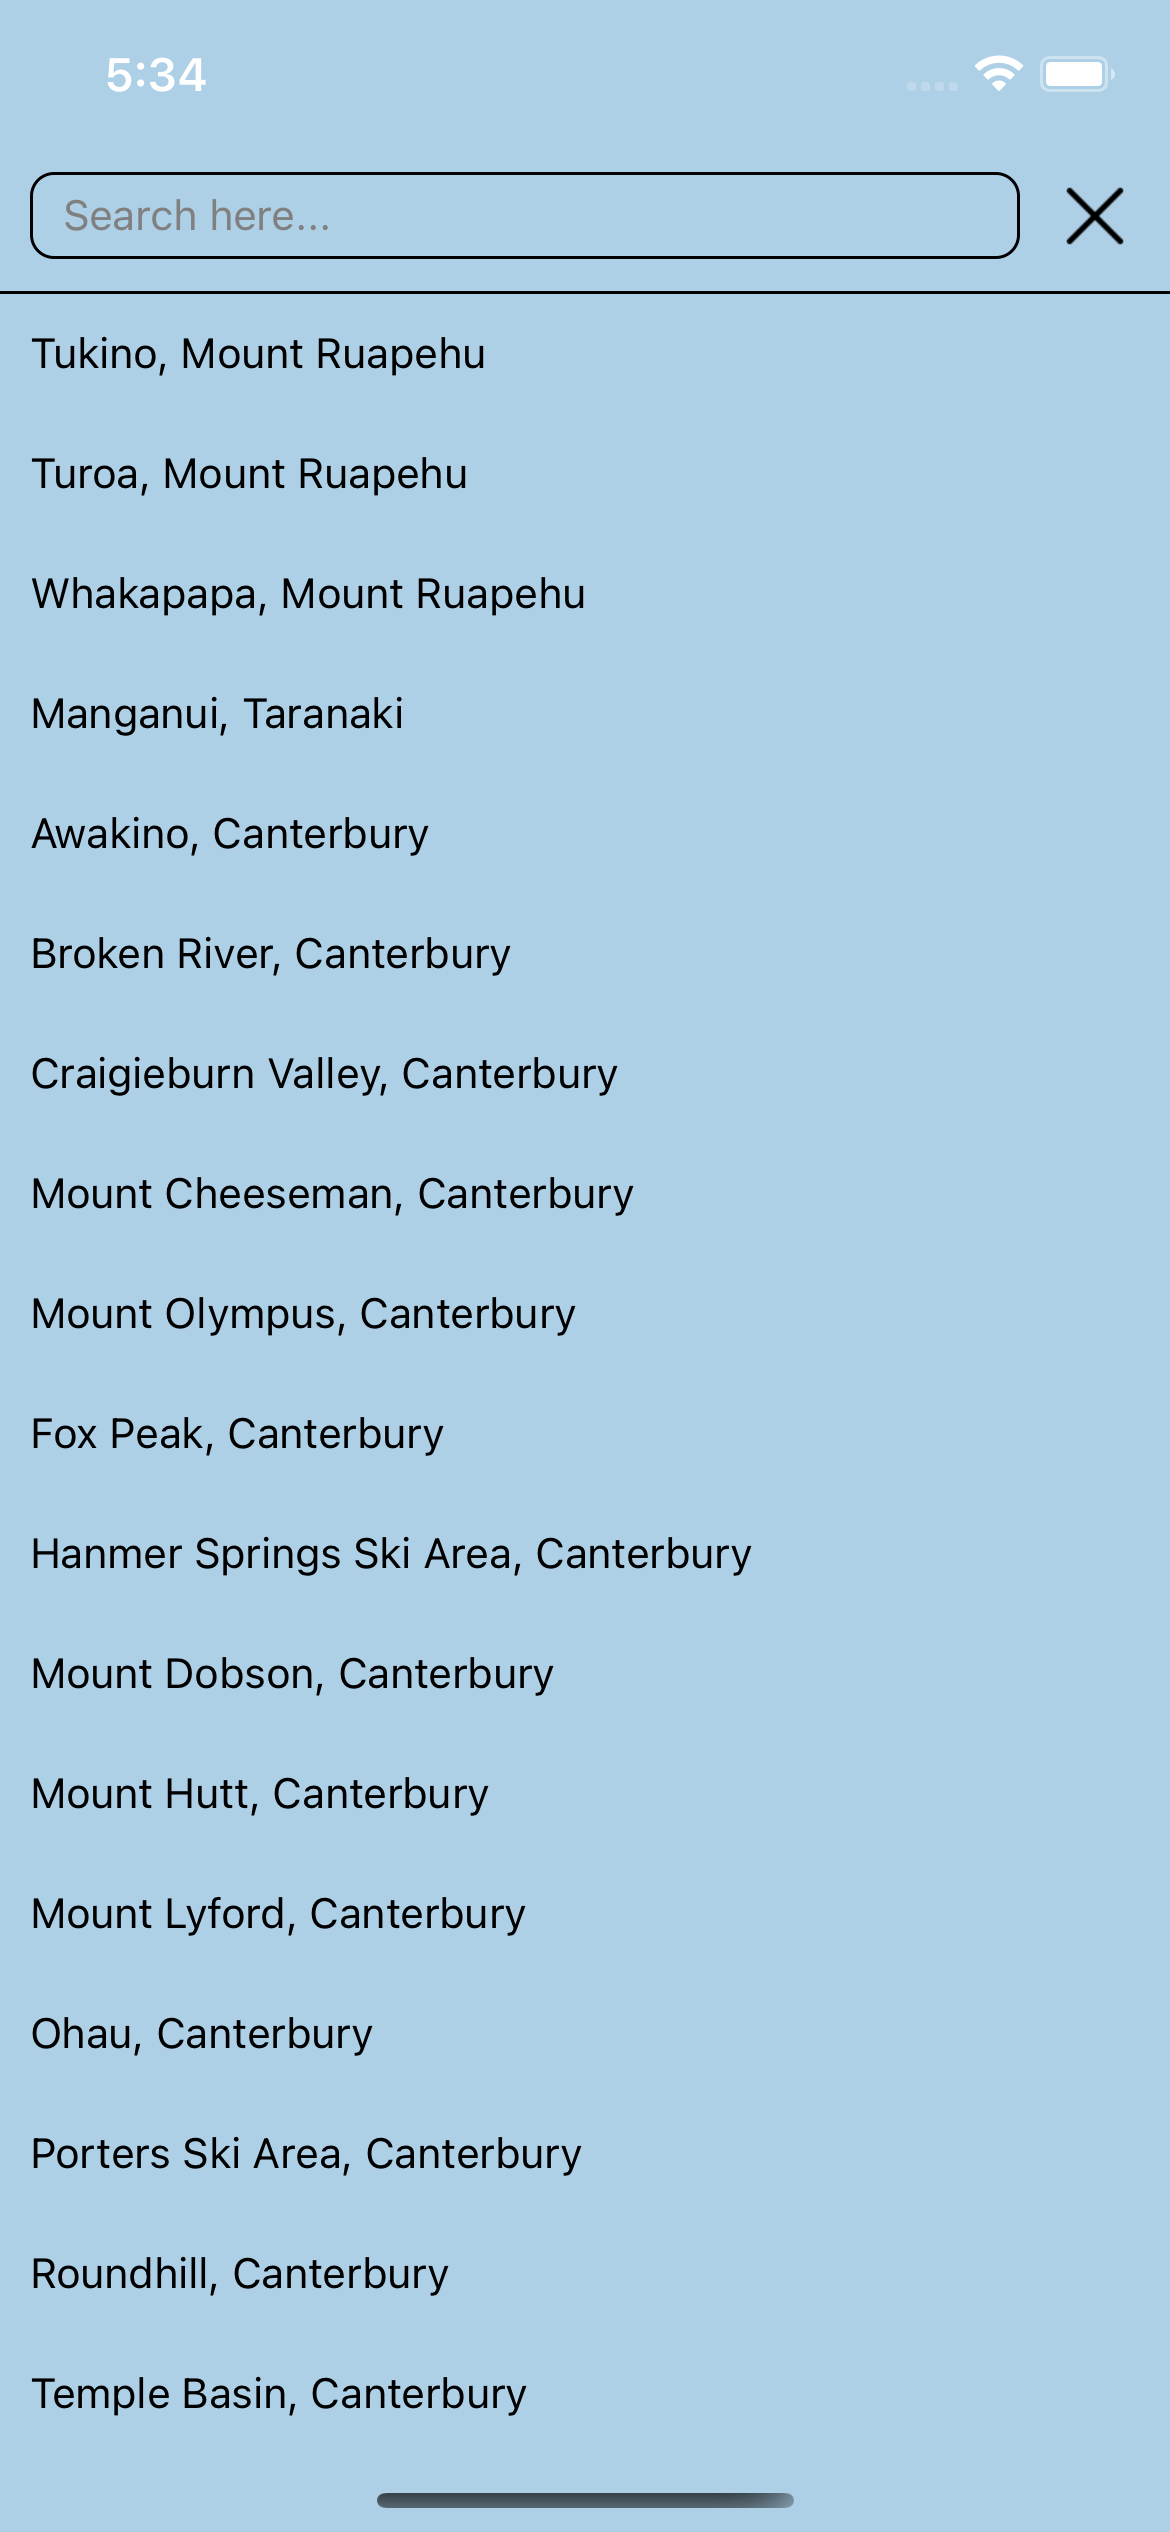 5:34
Search here...
Tukino, Mount Ruapehu
Turoa, Mount Ruapehu
Whakapapa, Mount Ruapehu
Manganui, Taranaki
Awakino, Canterbury
Broken River, Canterbury
Craigieburn Valley, Canterbury
Mount Cheeseman, Canterbury
Mount Olympus, Canterbury
Fox Peak, Canterbury
Hanmer Springs Ski Area, Canterbury
Mount Dobson, Canterbury
Mount Hutt, Canterbury
Mount Lyford, Canterbury
Ohau, Canterbury
Porters Ski Area, Canterbury
Roundhill, Canterbury
Temple Basin, Canterbury